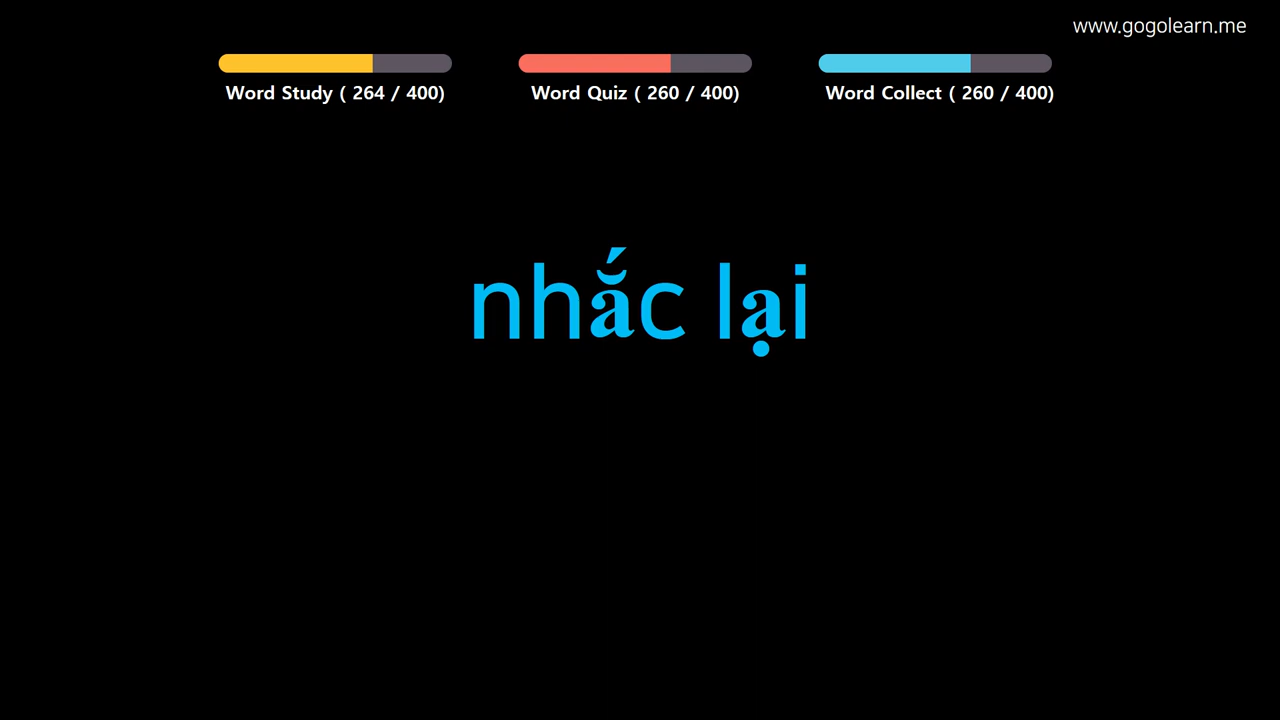 www.gogolearn.me
Word Study ( 264 / 400)
Word Quiz ( 260 / 400)
Word Collect ( 260 / 400)
nhắc lại